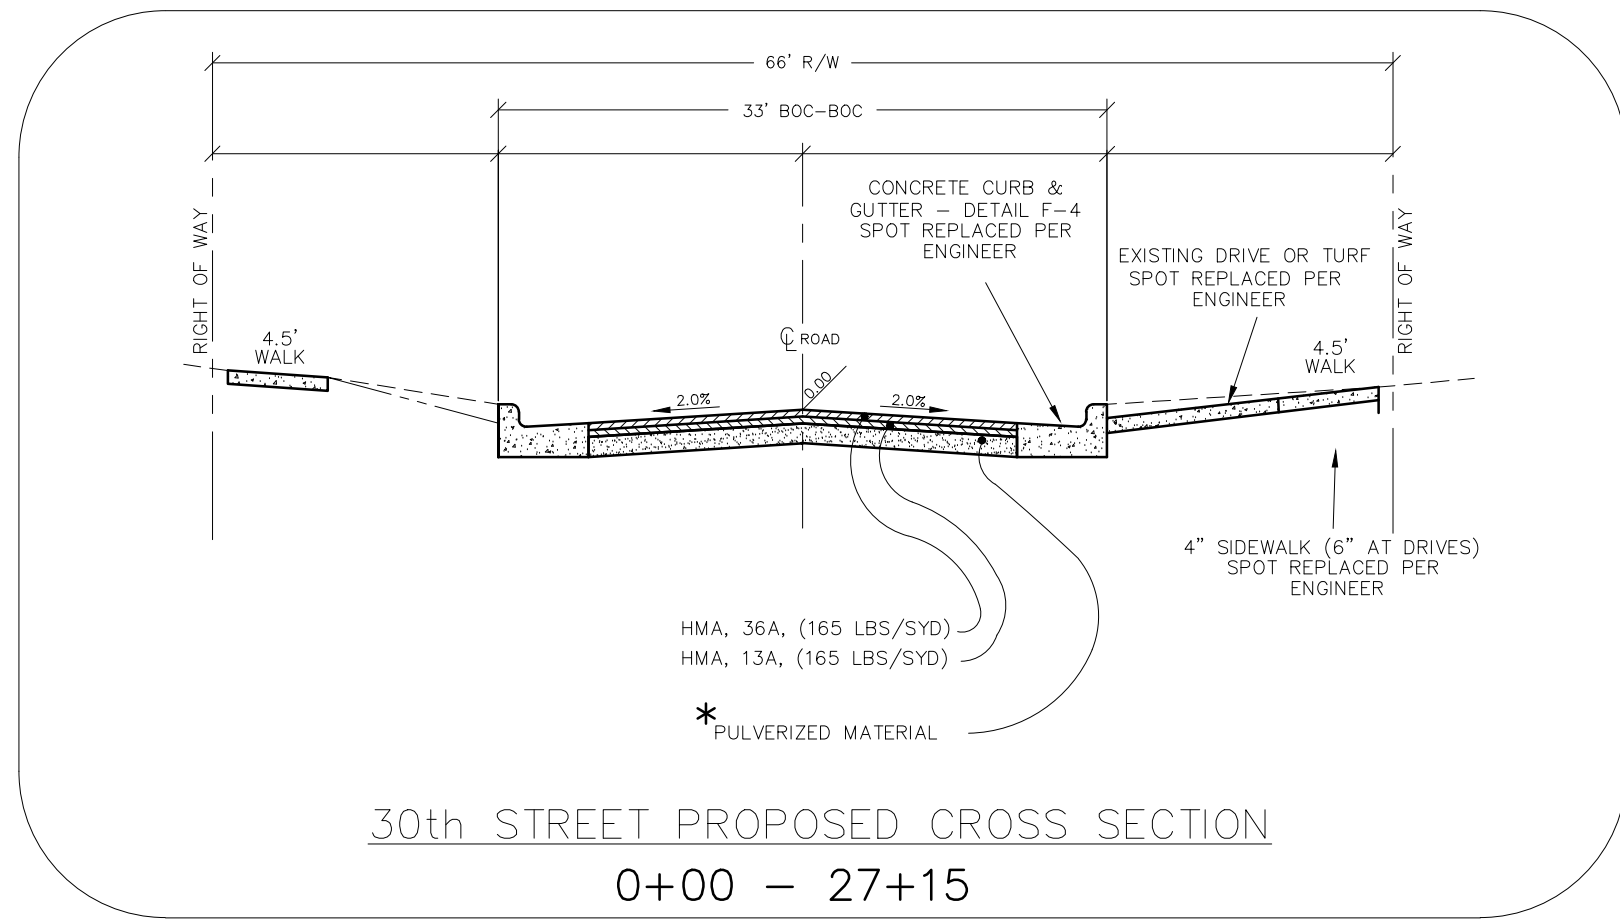 66' R/W
33' BOC-BOC
CONCRETE CURB &
GUTTER - DETAIL F-4
SPOT REPLACED PER
ENGINEER
EXISTING DRIVE OR TURF
SPOT REPLACED PER
ENGINEER
RIGHT OF WAY
RIGHT OF WAY
4.5'
WALK
CL ROAD
4.5'
WALK
0.00
2.0%
2.0%
4" SIDEWALK (6" AT DRIVES)
SPOT REPLACED PER
ENGINEER
HMA, 36A, (165 LBS/SYD)
HMA, 13A, (165 LBS/SYD)
*PULVERIZED MATERIAL
30th STREET PROPOSED CROSS SECTION
0+00 - 27+15